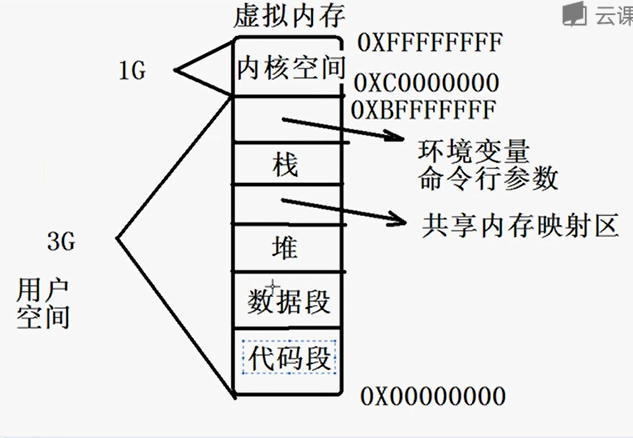 虚拟内存
云课
0XFFFFFFFF
1G
内核空间
0XC0000000
0XBFFFFFFF
环境变量
命令行参数
栈
共享内存映射区
3G
堆
用户
空间
数据段
代码段
0X00000000